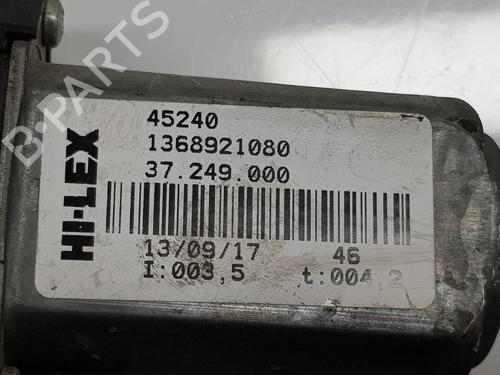 HI-LEX
45240
1368921080
37.249.000
13/09/17 46
I:003,5 t:004,2
B-PARTS